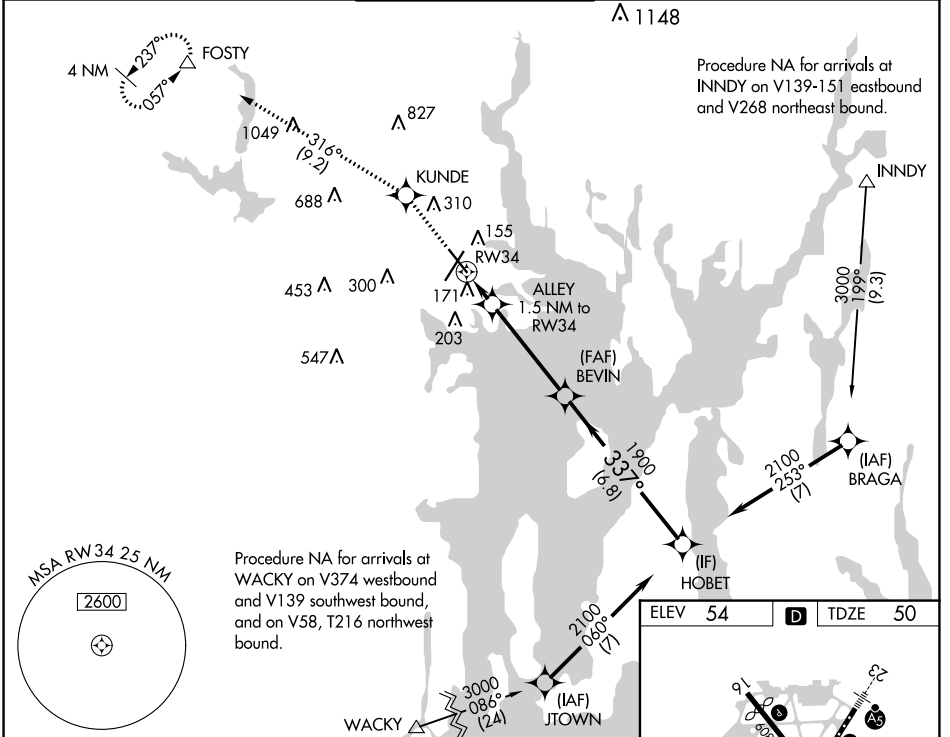 1148
237°
FOSTY
4 NM
057°
Procedure NA for arrivals at
INNDY on V139-151 eastbound
and V268 northeast bound.
827
1049
316°
(9.2)
KUNDE
INNDY
688
310
155
RW34
3000
199°
(9.3)
453
300
171
ALLEY
1.5 NM to
RW34
203
547
(FAF)
BEVIN
1900
337°
(6.8)
2100
253°
(7)
(IAF)
BRAGA
MSA RW34 25 NM
2600
Procedure NA for arrivals at
WACKY on V374 westbound
and V139 southwest bound,
and on V58, T216 northwest
bound.
(IF)
HOBET
2100
060°
(7)
ELEV 54 D TDZE 50
3000
086°
(24)
WACKY
(IAF)
JTOWN
16
23
P
A5